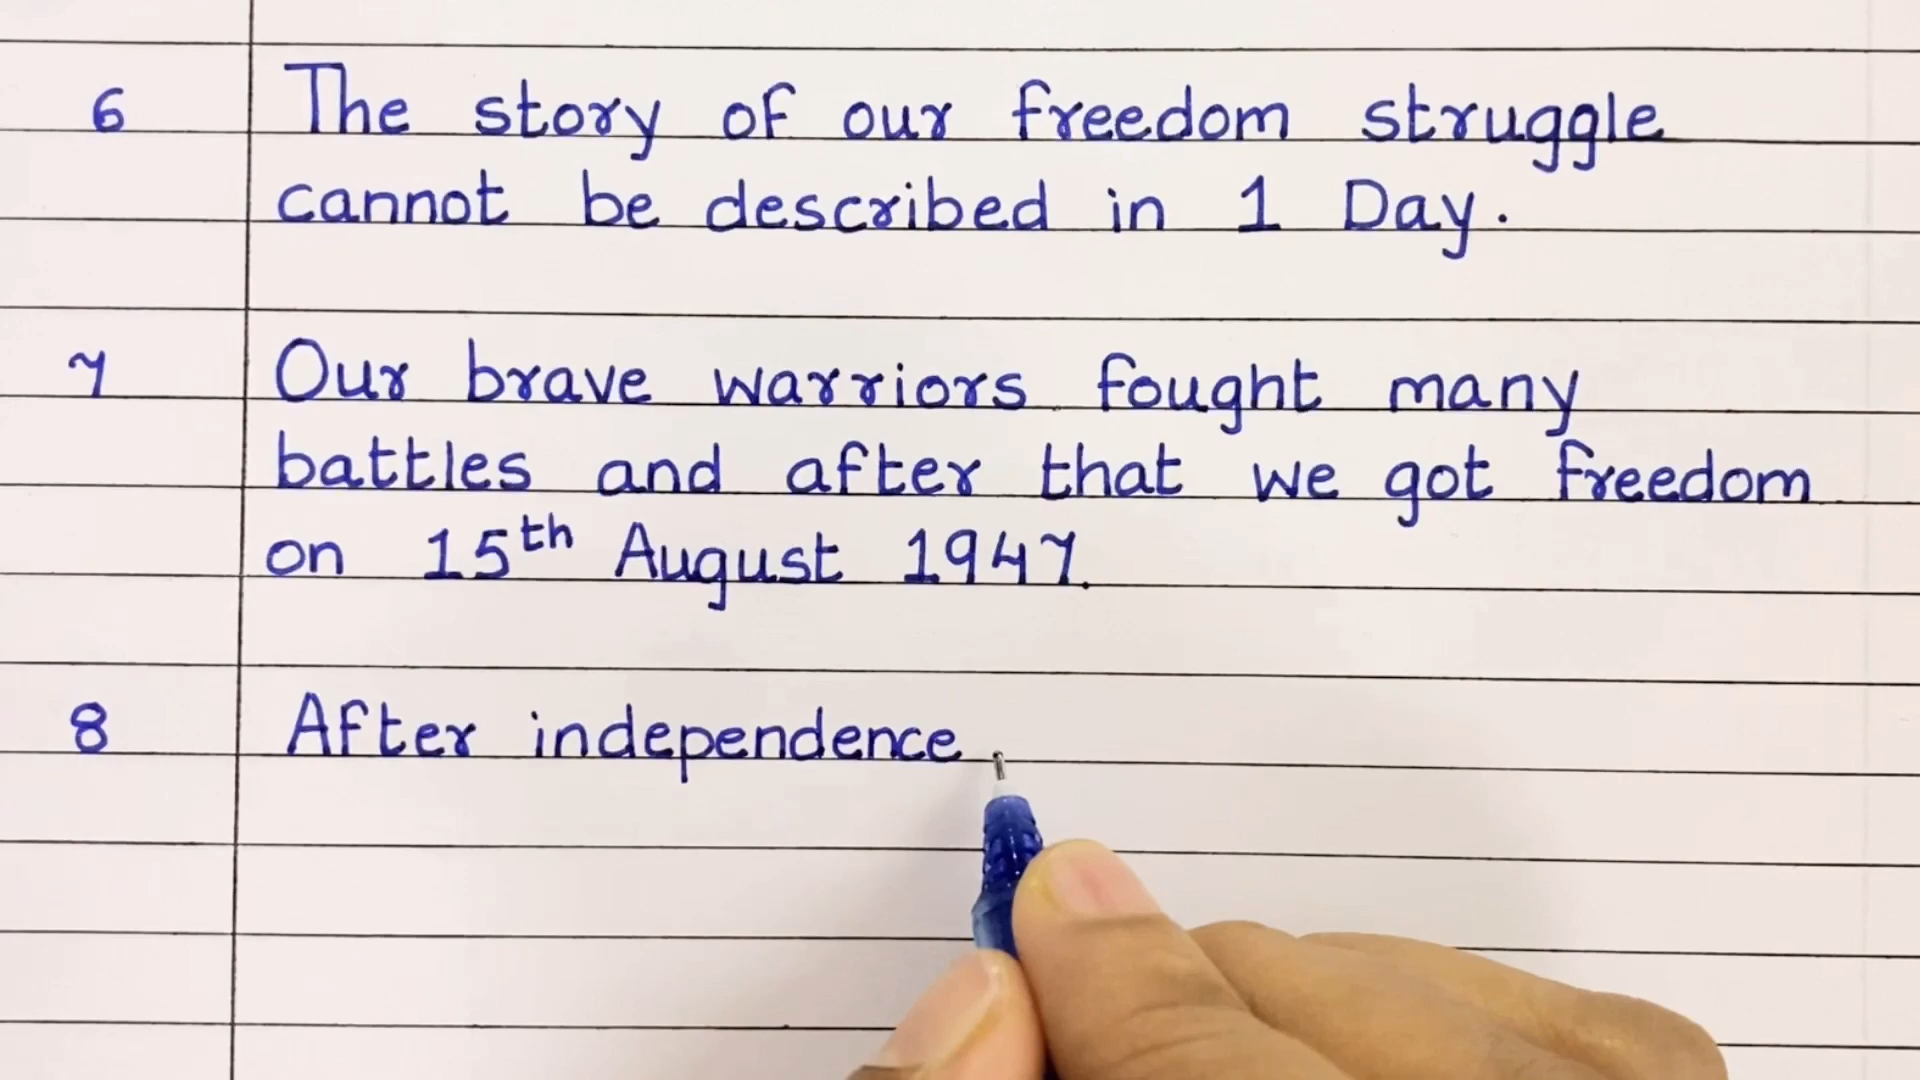 6 The story of our freedom struggle
cannot be described in 1 Day.
7 Our brave warriors fought many
battles and after that we got freedom
on 15th August 1947.
8 After independence